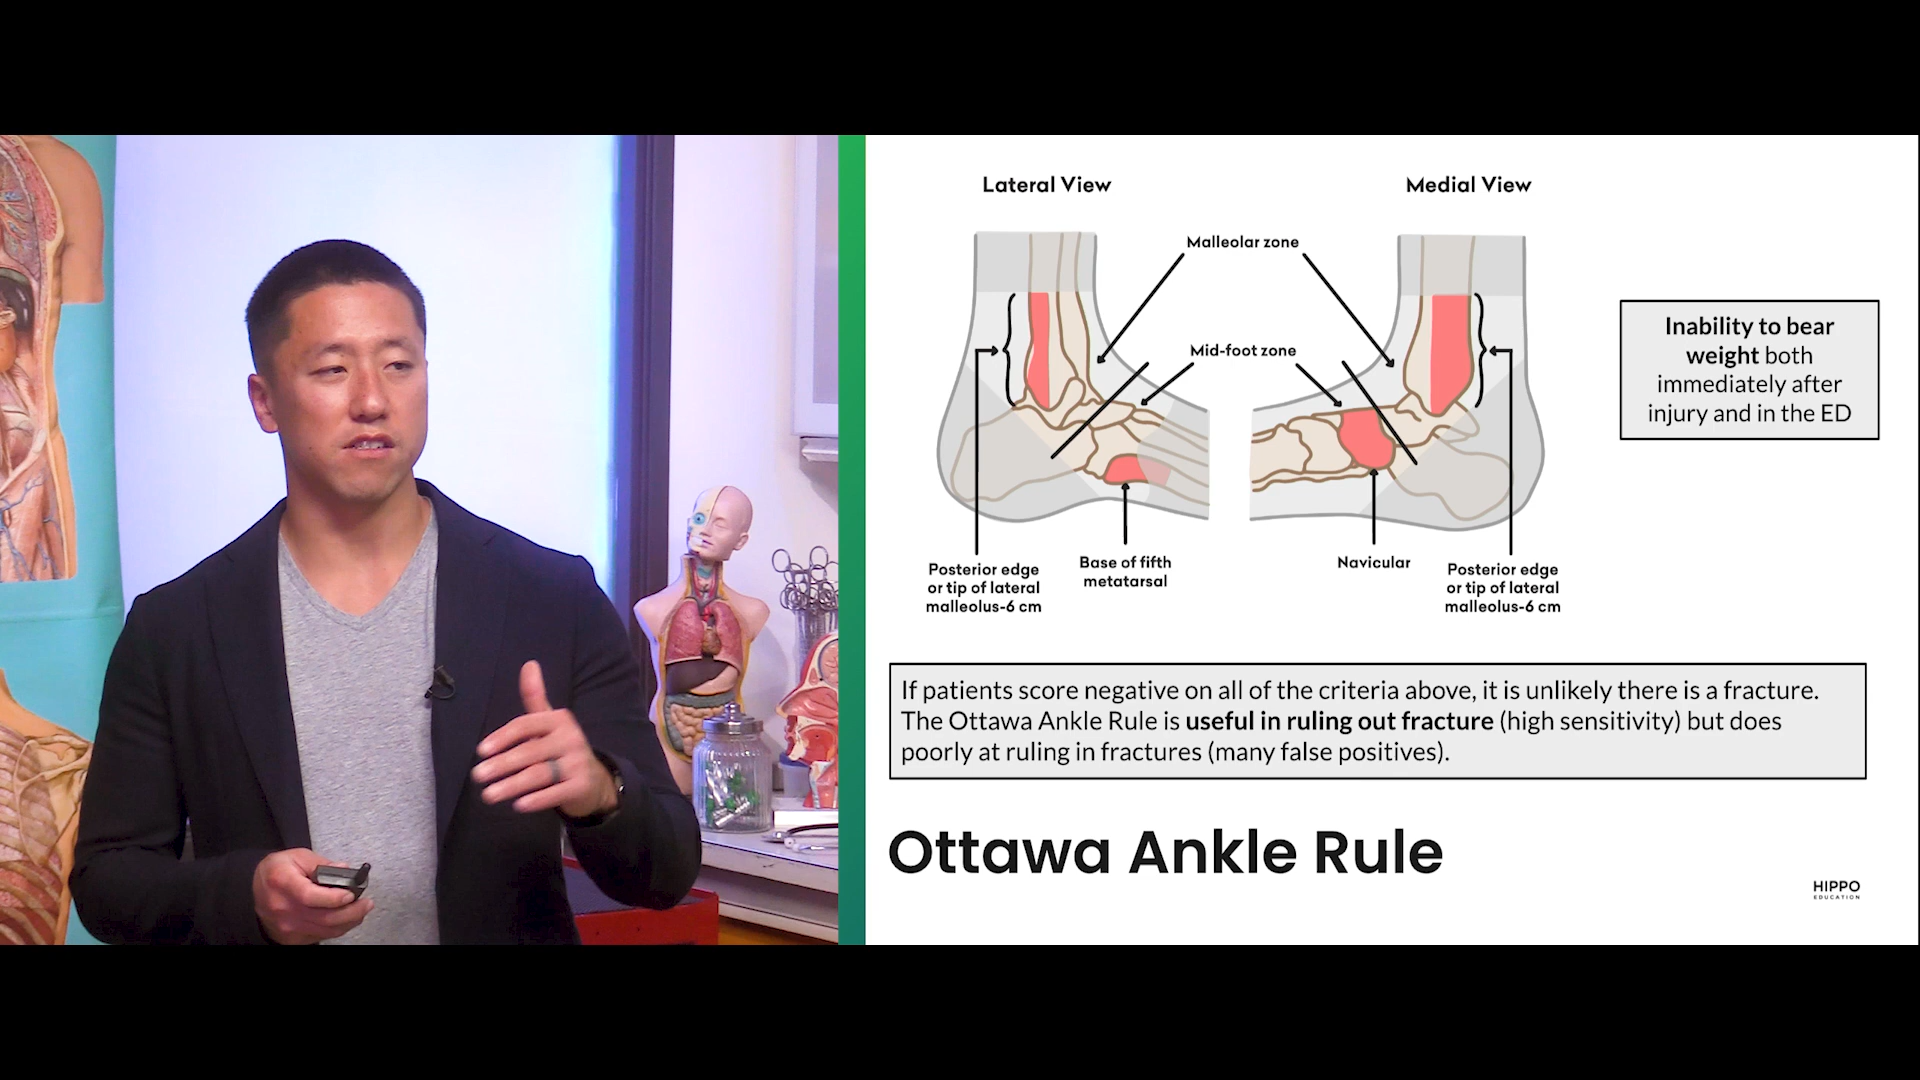 Lateral View
Medial View
Malleolar zone
Mid-foot zone
Inability to bear
weight both
immediately after
injury and in the ED
Posterior edge
or tip of lateral
malleolus-6 cm
Base of fifth
metatarsal
Navicular
Posterior edge
or tip of lateral
malleolus-6 cm
If patients score negative on all of the criteria above, it is unlikely there is a fracture.
The Ottawa Ankle Rule is useful in ruling out fracture (high sensitivity) but does
poorly at ruling in fractures (many false positives).
Ottawa Ankle Rule
HIPPO
EDUCATION